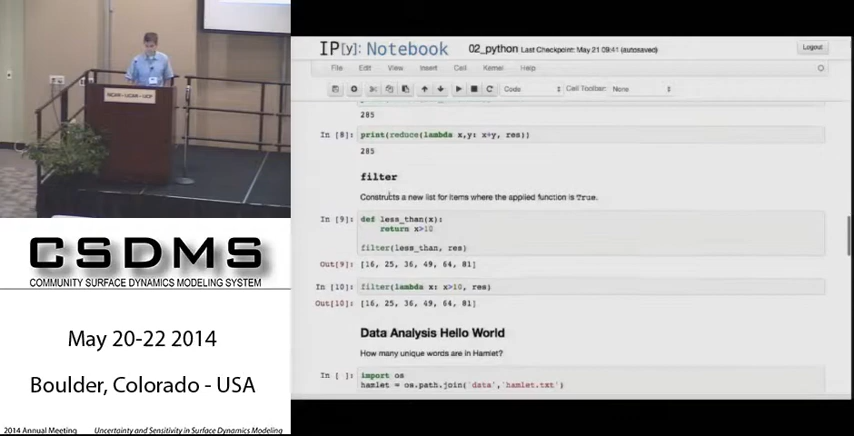 NCAR - UCAR - UCP
CSDMS
COMMUNITY SURFACE DYNAMICS MODELING SYSTEM
May 20-22 2014
Boulder, Colorado - USA
2014 Annual Meeting Uncertainty and Sensitivity in Surface Dynamics Modeling
IP[y]: Notebook 02_python Last Checkpoint: May 21 09:41 (autosaved)
Logout
File Edit View Insert Cell Kernel Help
Code Cell Toolbar: None
285
In [8]: print(reduce(lambda x,y: x+y, res))
285
filter
Constructs a new list for items where the applied function is True.
In [9]: def less_than(x):
return x>10
filter(less_than, res)
Out[9]: [16, 25, 36, 49, 64, 81]
In [10]: filter(lambda x: x>10, res)
Out[10]: [16, 25, 36, 49, 64, 81]
Data Analysis Hello World
How many unique words are in Hamlet?
In [ ]: import os
hamlet = os.path.join('data','hamlet.txt')